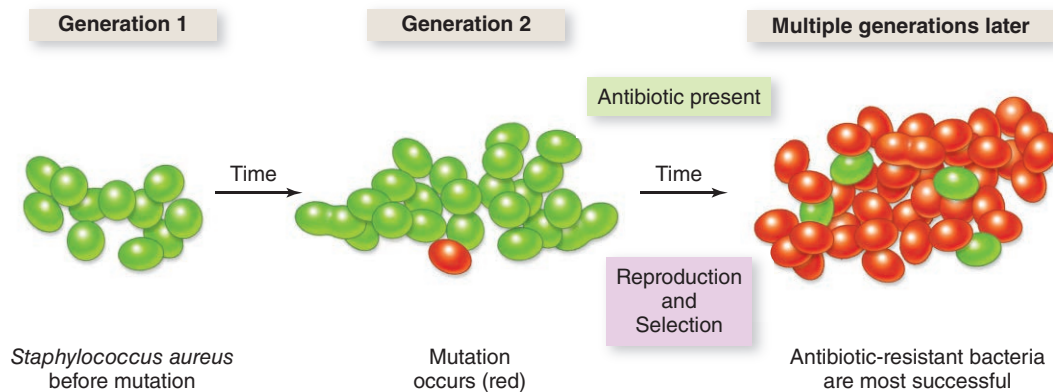 Generation 1
Generation 2
Multiple generations later
Antibiotic present
Time
Time
Reproduction
and
Selection
Staphylococcus aureus
before mutation
Mutation
occurs (red)
Antibiotic-resistant bacteria
are most successful